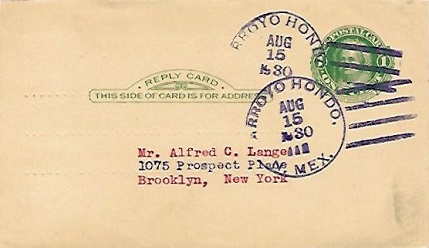 ARROYO HONDO,
AUG
15
1930
POSTAL CARD
1
REPLY CARD
THIS SIDE OF CARD IS FOR ADDRESS
ARROYO HONDO,
AUG
15
1930
AM
N. MEX.
Mr. Alfred C. Lange
1075 Prospect Place
Brooklyn, New York